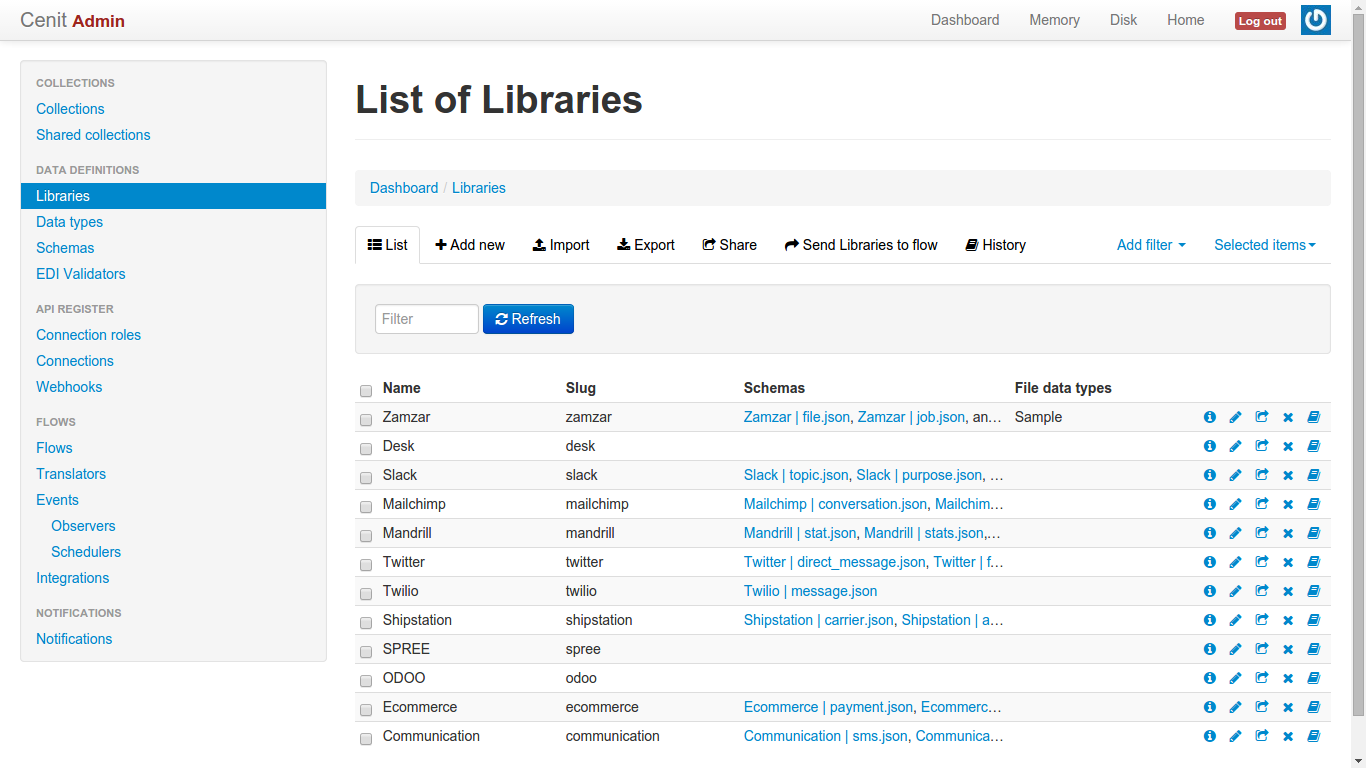 Cenit Admin Dashboard Memory Disk Home Log out
COLLECTIONS
Collections
Shared collections
DATA DEFINITIONS
Libraries
Data types
Schemas
EDI Validators
API REGISTER
Connection roles
Connections
Webhooks
FLOWS
Flows
Translators
Events
Observers
Schedulers
Integrations
NOTIFICATIONS
Notifications
List of Libraries
Dashboard / Libraries
List Add new Import Export Share Send Libraries to flow History Add filter Selected items
Filter Refresh
Name Slug Schemas File data types
Zamzar zamzar Zamzar | file.json, Zamzar | job.json, an... Sample
Desk desk
Slack slack Slack | topic.json, Slack | purpose.json, ...
Mailchimp mailchimp Mailchimp | conversation.json, Mailchim...
Mandrill mandrill Mandrill | stat.json, Mandrill | stats.json,...
Twitter twitter Twitter | direct_message.json, Twitter | f...
Twilio twilio Twilio | message.json
Shipstation shipstation Shipstation | carrier.json, Shipstation | a...
SPREE spree
ODOO odoo
Ecommerce ecommerce Ecommerce | payment.json, Ecommerc...
Communication communication Communication | sms.json, Communica...